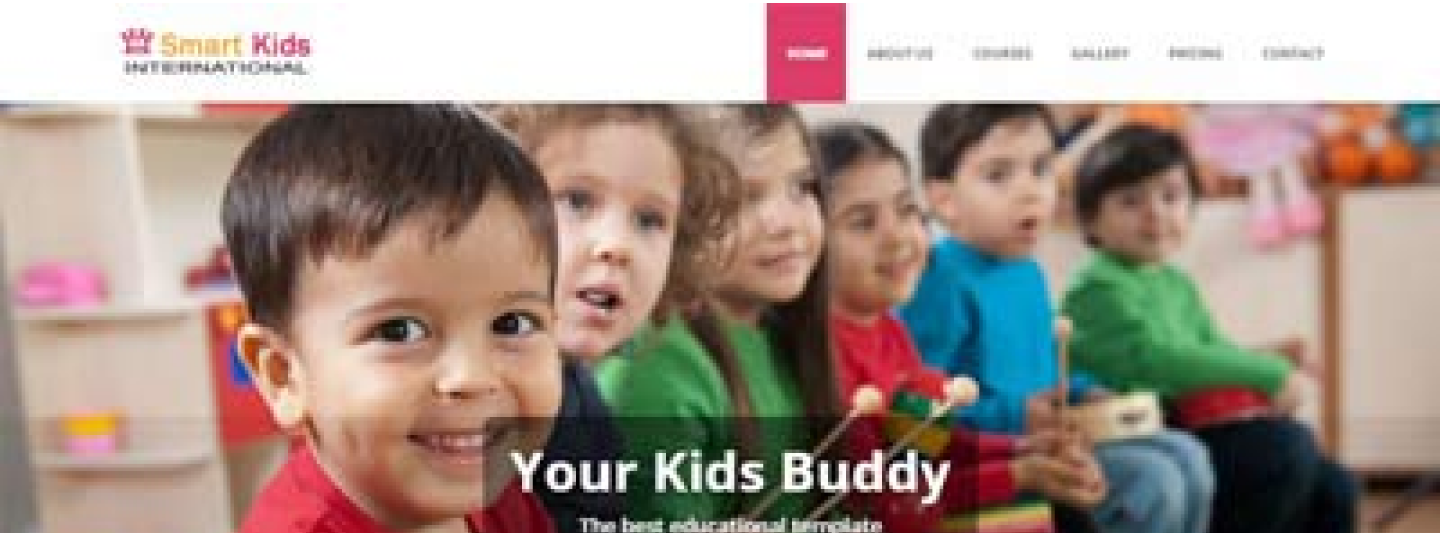 Smart Kids
INTERNATIONAL
HOME ABOUT US COURSES GALLERY PRICING CONTACT
Your Kids Buddy
The best educational template